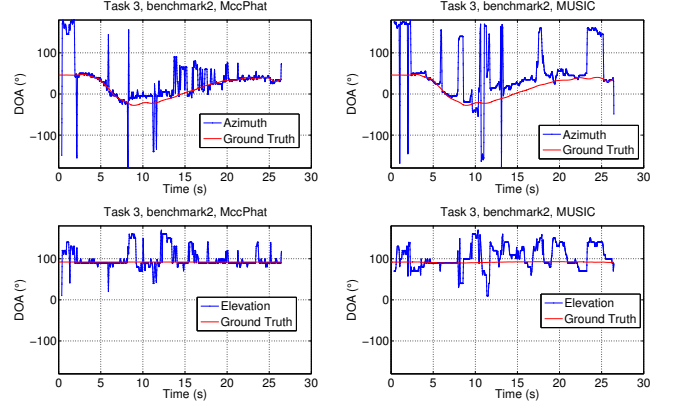 Task 3, benchmark2, MccPhat
100
0
−100
DOA (°)
Azimuth
Ground Truth
0 5 10 15 20 25 30
Time (s)
Task 3, benchmark2, MUSIC
100
0
−100
DOA (°)
Azimuth
Ground Truth
0 5 10 15 20 25 30
Time (s)
Task 3, benchmark2, MccPhat
100
0
−100
DOA (°)
Elevation
Ground Truth
0 5 10 15 20 25 30
Time (s)
Task 3, benchmark2, MUSIC
100
0
−100
DOA (°)
Elevation
Ground Truth
0 5 10 15 20 25 30
Time (s)